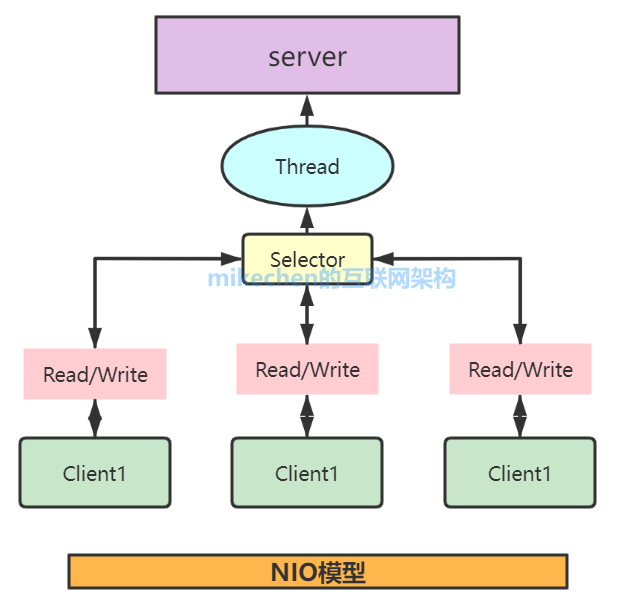 server
Thread
Selector
mikechen的互联网架构
Read/Write
Read/Write
Read/Write
Client1
Client1
Client1
NIO模型